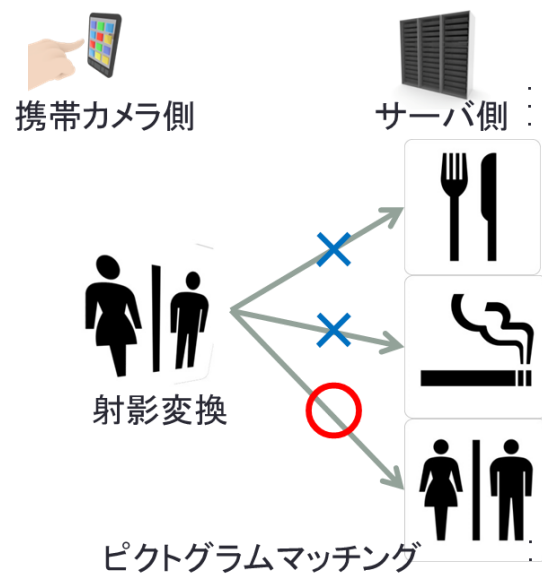 携帯カメラ側
サーバ側
射影変換
ピクトグラムマッチング